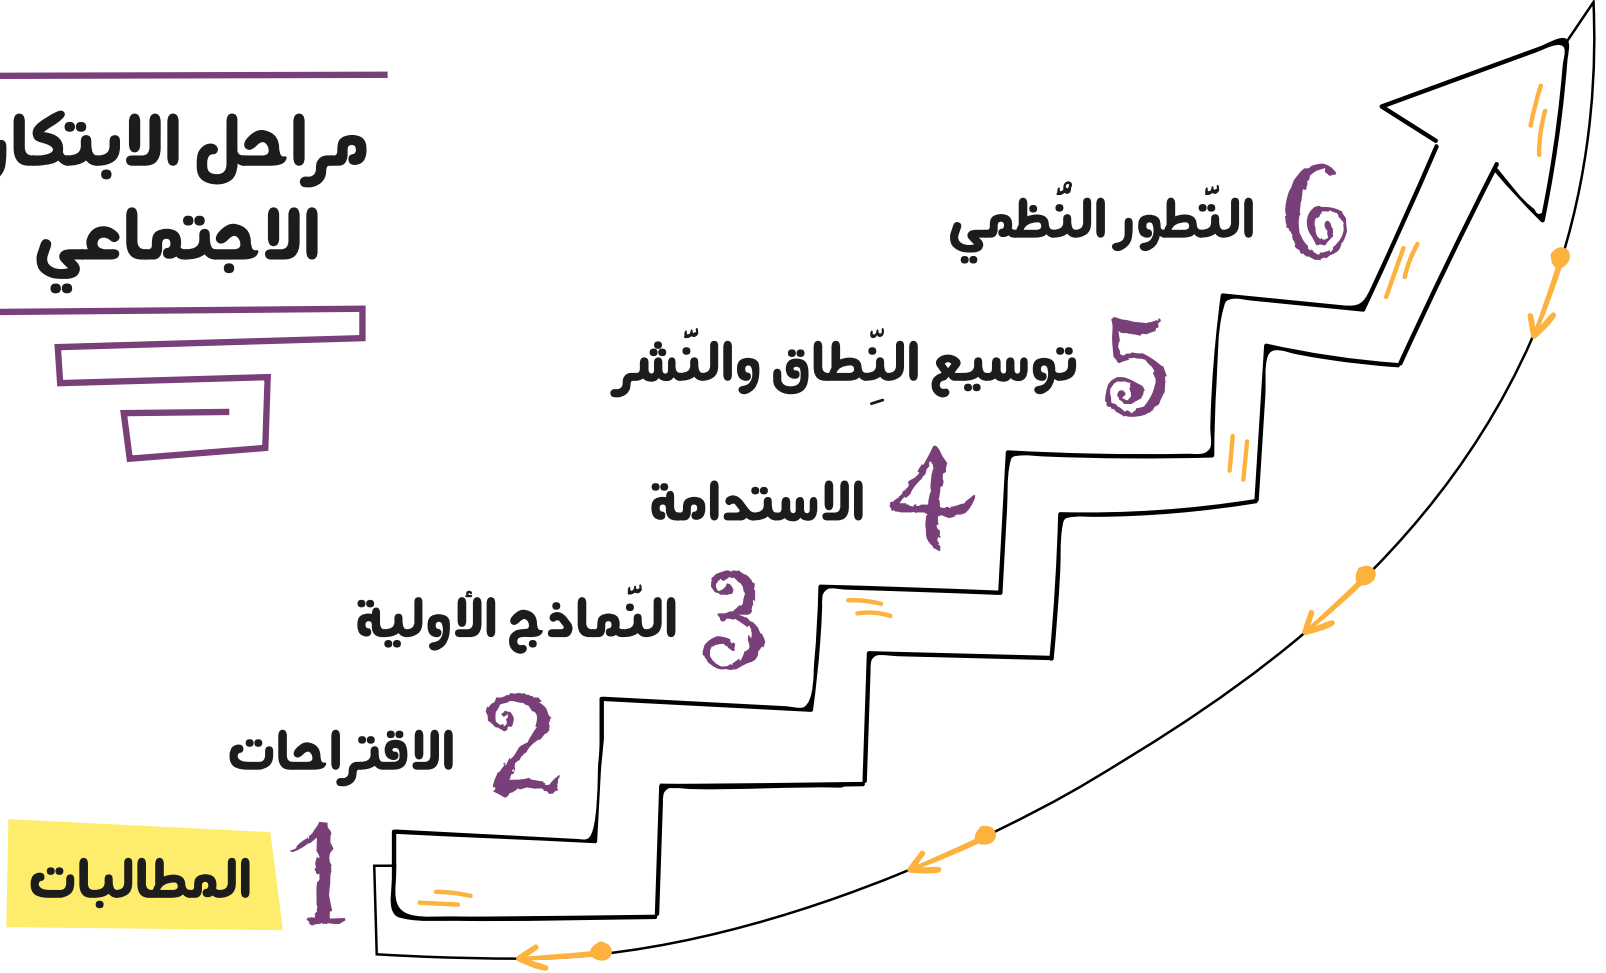 مراحل الابتكار
الاجتماعي
6 التّطور النُّظمي
5 توسيع النِّطاق والنّشر
4 الاستدامة
3 النّماذج الأولية
2 الاقتراحات
1 المطالبات